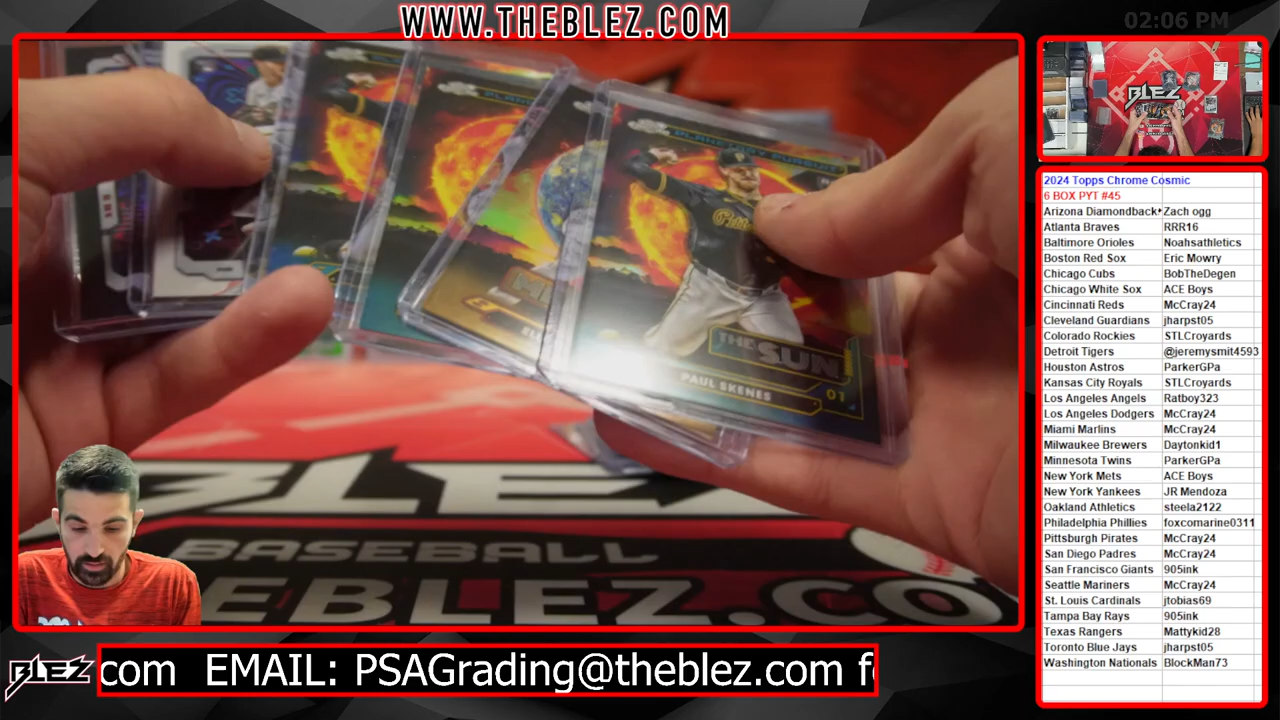 WWW.THEBLEZ.COM
02:06 PM
PLANETARY PURSUIT
THE SUN
PAUL SKENES
01
BASEBALL
BLEZ
2024 Topps Chrome Cosmic
6 BOX PYT #45
Arizona Diamondback Zach ogg
Atlanta Braves RRR16
Baltimore Orioles Noahsathletics
Boston Red Sox Eric Mowry
Chicago Cubs BobTheDegen
Chicago White Sox ACE Boys
Cincinnati Reds McCray24
Cleveland Guardians jharpst05
Colorado Rockies STLCroyards
Detroit Tigers @jeremysmit4593
Houston Astros ParkerGPa
Kansas City Royals STLCroyards
Los Angeles Angels Ratboy323
Los Angeles Dodgers McCray24
Miami Marlins McCray24
Milwaukee Brewers Daytonkid1
Minnesota Twins ParkerGPa
New York Mets ACE Boys
New York Yankees JR Mendoza
Oakland Athletics steela2122
Philadelphia Phillies foxcomarine0311
Pittsburgh Pirates McCray24
San Diego Padres McCray24
San Francisco Giants 905ink
Seattle Mariners McCray24
St. Louis Cardinals jtobias69
Tampa Bay Rays 905ink
Texas Rangers Mattykid28
Toronto Blue Jays jharpst05
Washington Nationals BlockMan73
BLEZ
com EMAIL: PSAGrading@theblez.com